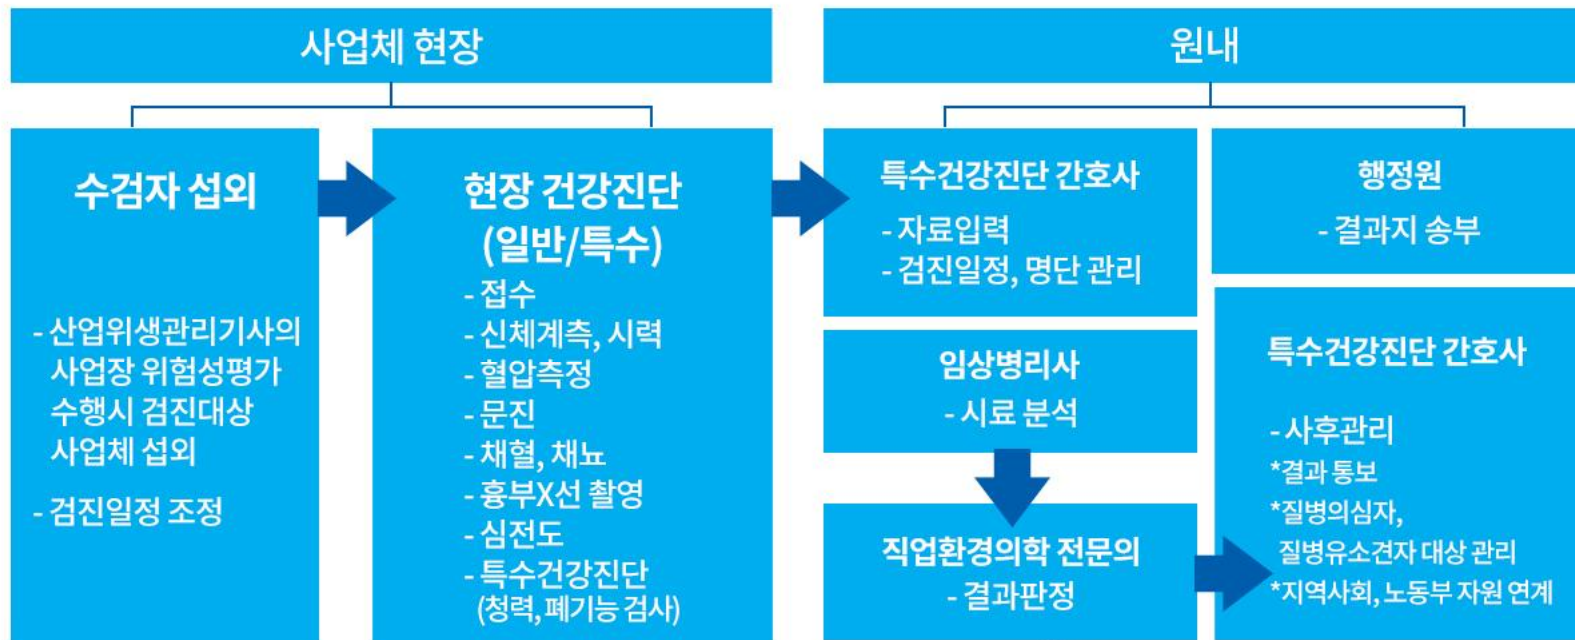 사업체 현장
수검자 섭외
- 산업위생관리기사의
사업장 위험성평가
수행시 검진대상
사업체 섭외
- 검진일정 조정
현장 건강진단
(일반/특수)
- 접수
- 신체계측, 시력
- 혈압측정
- 문진
- 채혈, 채뇨
- 흉부X선 촬영
- 심전도
- 특수건강진단
(청력, 폐기능 검사)
원내
특수건강진단 간호사
- 자료입력
- 검진일정, 명단 관리
임상병리사
- 시료 분석
직업환경의학 전문의
- 결과판정
행정원
- 결과지 송부
특수건강진단 간호사
- 사후관리
*결과 통보
*질병의심자,
질병유소견자 대상 관리
*지역사회, 노동부 자원 연계